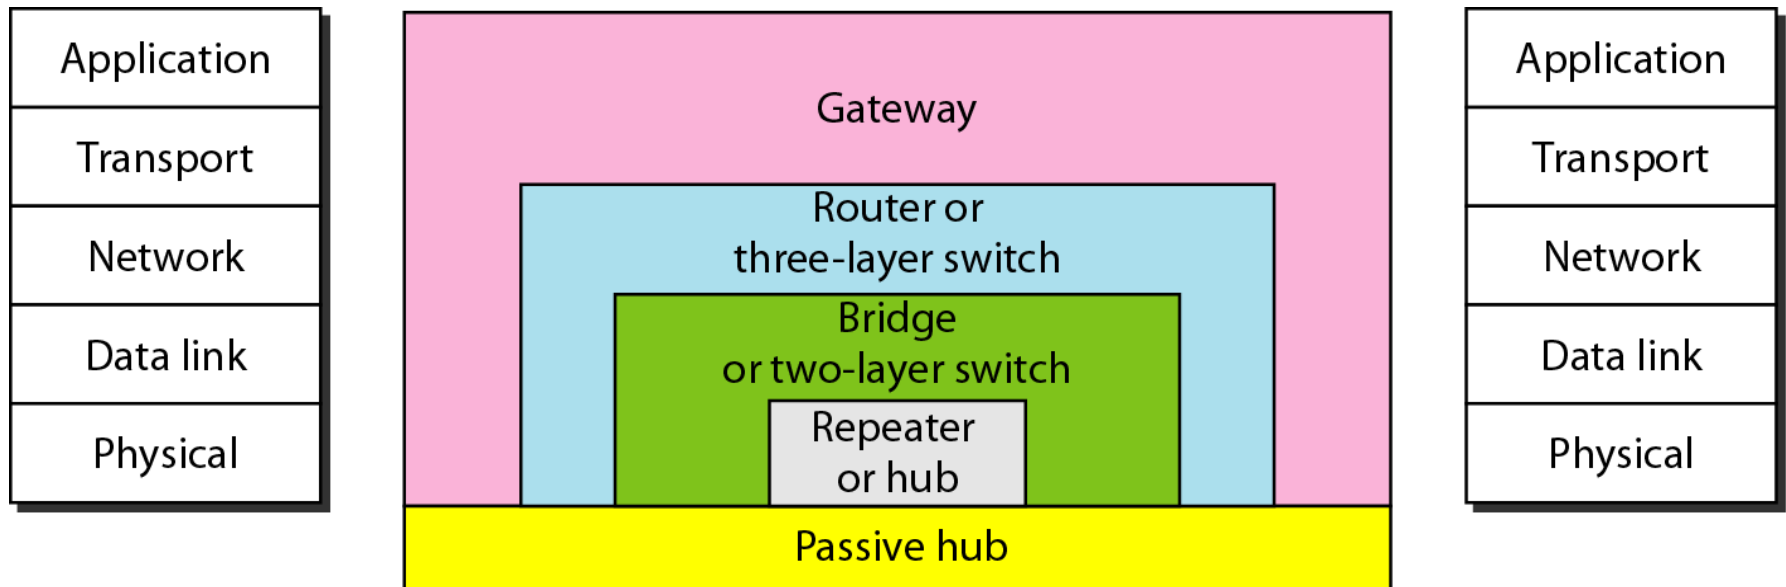 Application
Transport
Network
Data link
Physical
Gateway
Router or
three-layer switch
Bridge
or two-layer switch
Repeater
or hub
Passive hub
Application
Transport
Network
Data link
Physical